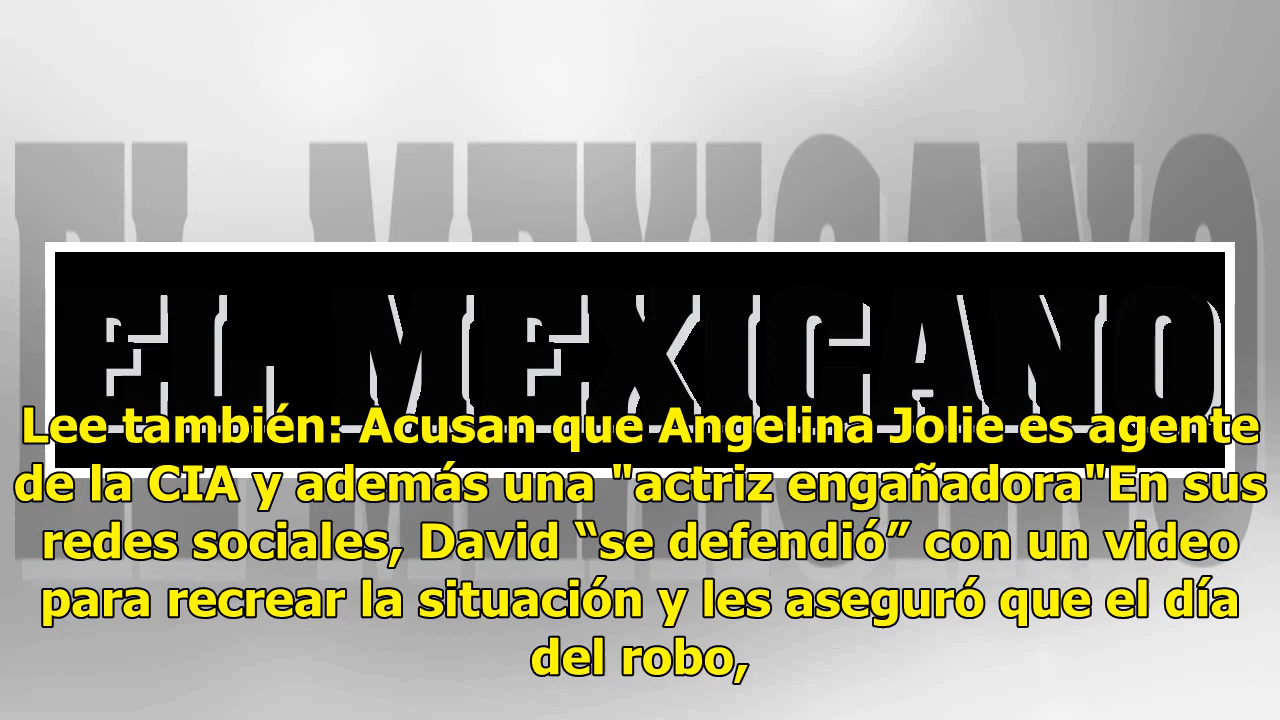 EL MEXICANO
EL MEXICANO
Lee también: Acusan que Angelina Jolie es agente
de la CIA y además una "actriz engañadora"En sus
redes sociales, David “se defendió” con un video
para recrear la situación y les aseguró que el día
del robo,